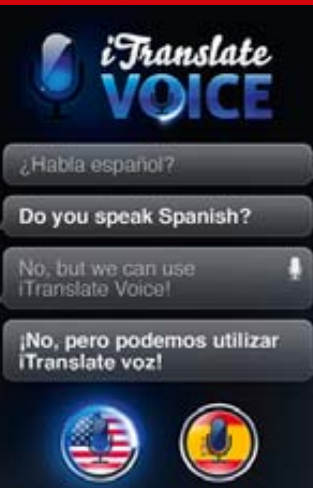 iTranslate
VOICE
¿Habla español?
Do you speak Spanish?
No, but we can use
iTranslate Voice!
¡No, pero podemos utilizar
iTranslate voz!